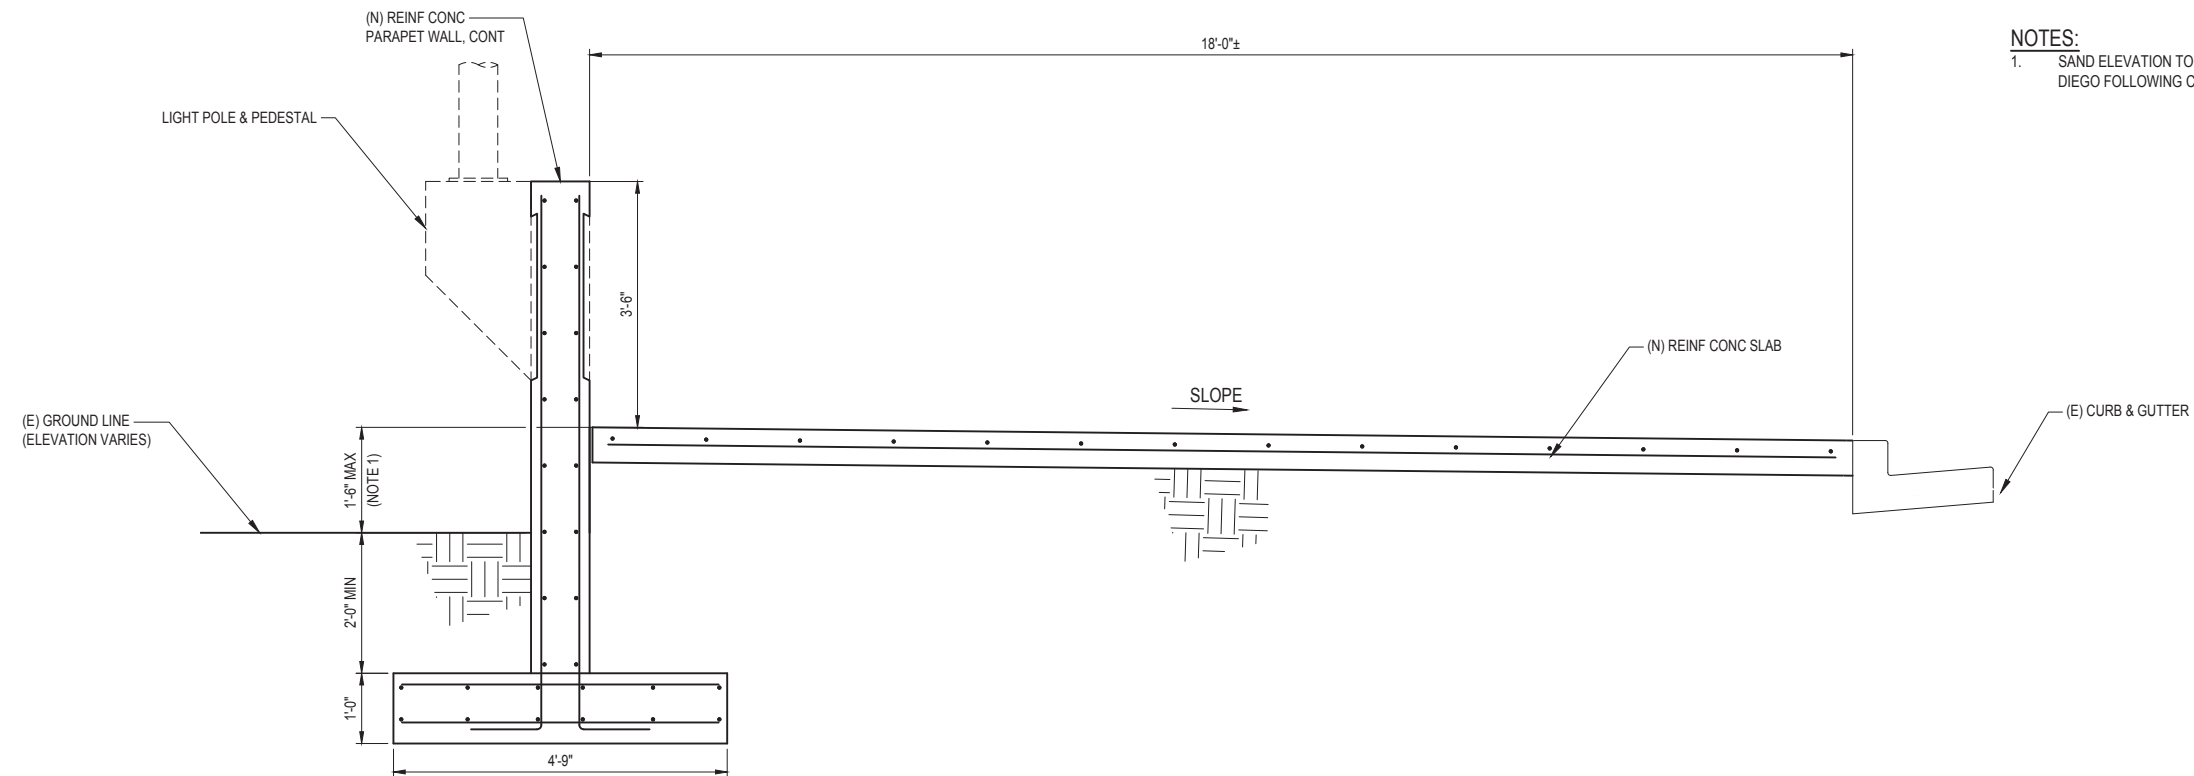 (N) REINF CONC
PARAPET WALL, CONT
18'-0"±
NOTES:
1. SAND ELEVATION TO
DIEGO FOLLOWING
LIGHT POLE & PEDESTAL
3'-6"
(N) REINF CONC SLAB
SLOPE
(E) GROUND LINE
(ELEVATION VARIES)
(E) CURB & GUTTER
1'-6" MAX
(NOTE 1)
2'-0" MIN
1'-0"
4'-9"